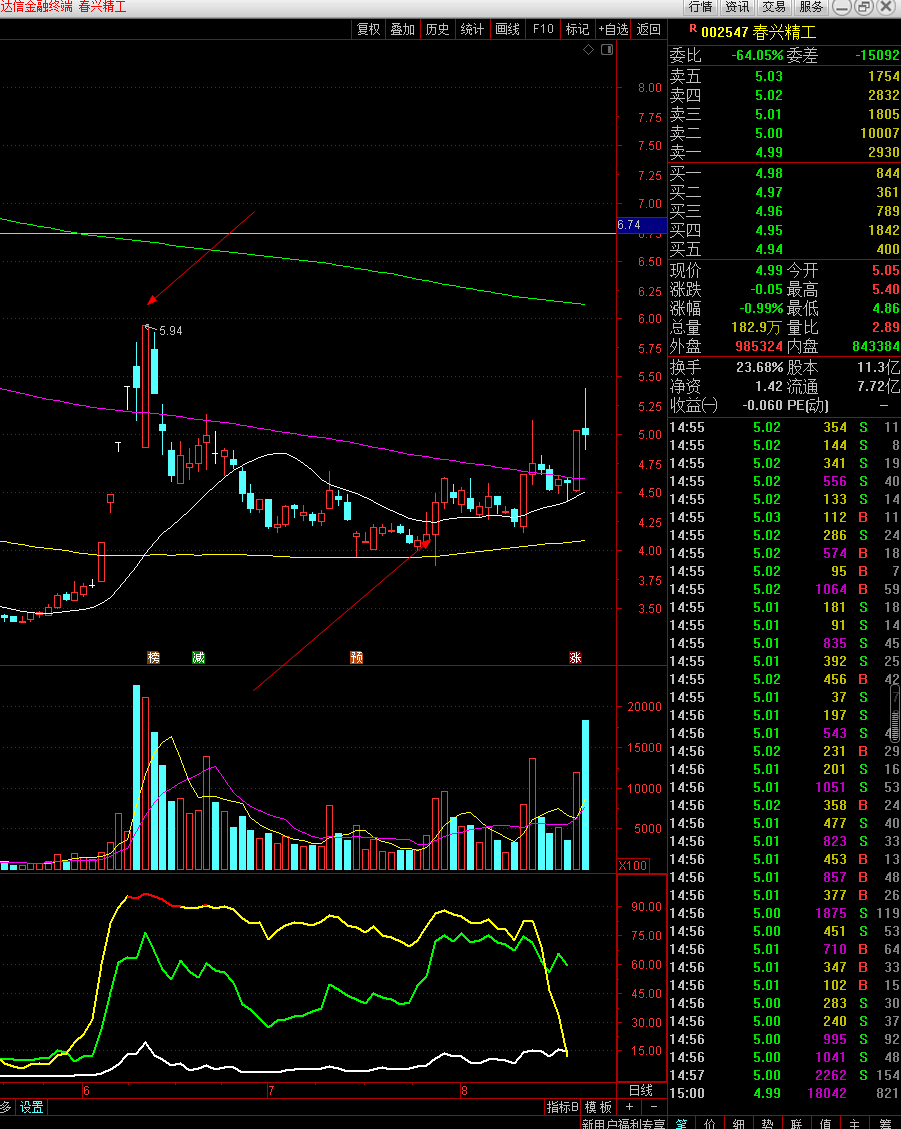 达信金融终端 春兴精工 行情 资讯 交易 服务
复权 叠加 历史 统计 画线 F10 标记 +自选 返回
R 002547 春兴精工
委比 -64.05% 委差 -15092
卖五 5.03 1754
卖四 5.02 2832
卖三 5.01 1805
卖二 5.00 10007
卖一 4.99 2930
买一 4.98 844
买二 4.97 361
买三 4.96 789
买四 4.95 1842
买五 4.94 400
现价 4.99 今开 5.05
涨跌 -0.05 最高 5.40
涨幅 -0.99% 最低 4.86
总量 182.9万 量比 2.89
外盘 985324 内盘 843384
换手 23.68% 股本 11.3亿
净资 1.42 流通 7.72亿
收益㈠ -0.060 PE(动) —
14:55 5.02 354 S 11
14:55 5.02 144 S 8
14:55 5.02 341 S 19
14:55 5.02 556 S 40
14:55 5.02 133 S 14
14:55 5.03 112 B 11
14:55 5.02 286 S 24
14:55 5.02 574 B 18
14:55 5.02 95 B 7
14:55 5.02 1064 B 59
14:55 5.01 181 S 18
14:55 5.01 91 S 14
14:55 5.01 835 S 45
14:55 5.01 392 S 25
14:55 5.02 456 B 42
14:55 5.01 37 S 7
14:56 5.01 197 S
14:56 5.01 543 S
14:56 5.02 231 B 29
14:56 5.01 201 S 16
14:56 5.01 1051 S 53
14:56 5.02 358 B 24
14:56 5.01 477 S 40
14:56 5.01 823 S 33
14:56 5.01 453 B 13
14:56 5.01 857 B 48
14:56 5.01 377 B 26
14:56 5.00 1875 S 119
14:56 5.00 451 S 53
14:56 5.01 710 B 64
14:56 5.01 347 B 33
14:56 5.01 102 B 15
14:56 5.00 283 S 30
14:56 5.00 240 S 37
14:56 5.00 995 S 92
14:56 5.00 1041 S 48
14:57 5.00 2262 S 154
15:00 4.99 18042 821
8.00
7.75
7.50
7.25
7.00
6.74
6.50
6.25
6.00
5.75
5.50
5.25
5.00
4.75
4.50
4.25
4.00
3.75
3.50
5.94
榜 减 预 涨
20000
15000
10000
5000
X100
90.00
75.00
60.00
45.00
30.00
15.00
6 7 8 日线
多 设置 指标B 模板 + −
新用户福利专享 笔 价 细 势 联 值 主 筹